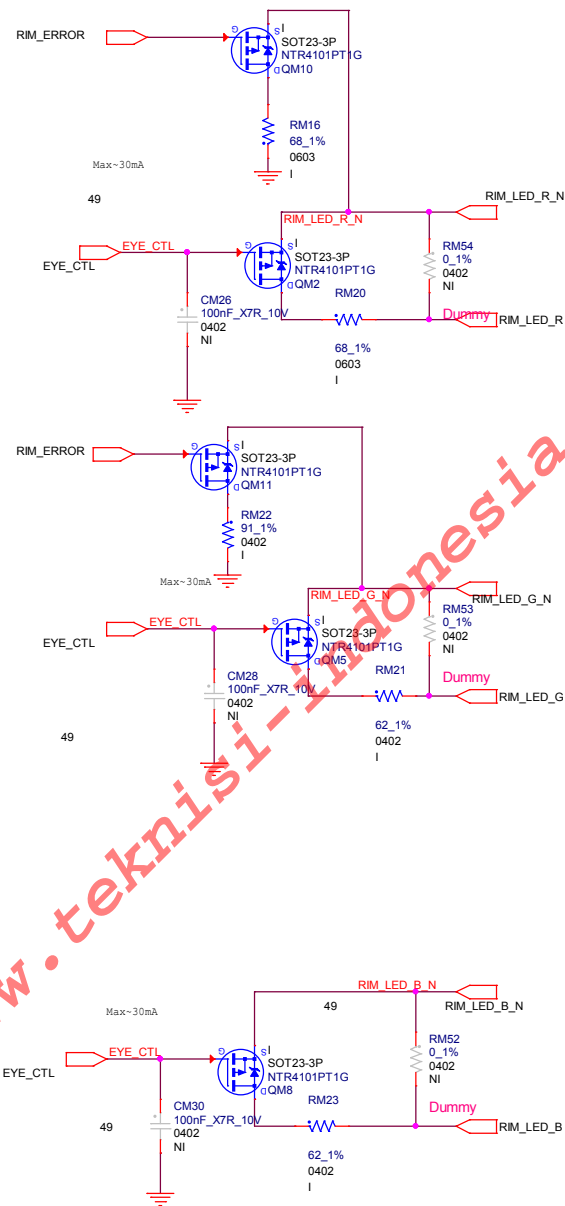 RIM_ERROR
G
S
I
SOT23-3P
NTR4101PT1G
D
QM10
RM16
68_1%
0603
I
Max~30mA
49
RIM_LED_R_N
RIM_LED_R_N
EYE_CTL
EYE_CTL
G
S
I
SOT23-3P
NTR4101PT1G
D
QM2
RM54
0_1%
0402
NI
CM26
100nF_X7R_10V
0402
NI
RM20
68_1%
0603
I
Dummy
RIM_LED_R
RIM_ERROR
G
S
I
SOT23-3P
NTR4101PT1G
D
QM11
RM22
91_1%
0402
I
Max~30mA
RIM_LED_G_N
RIM_LED_G_N
EYE_CTL
EYE_CTL
G
S
I
SOT23-3P
NTR4101PT1G
D
QM5
RM53
0_1%
0402
NI
CM28
100nF_X7R_10V
0402
NI
RM21
62_1%
0402
I
Dummy
RIM_LED_G
49
w.teknisi-indonesia
RIM_LED_B_N
RIM_LED_B_N
49
Max~30mA
EYE_CTL
EYE_CTL
G
S
I
SOT23-3P
NTR4101PT1G
D
QM8
RM52
0_1%
0402
NI
CM30
100nF_X7R_10V
0402
NI
49
RM23
62_1%
0402
I
Dummy
RIM_LED_B